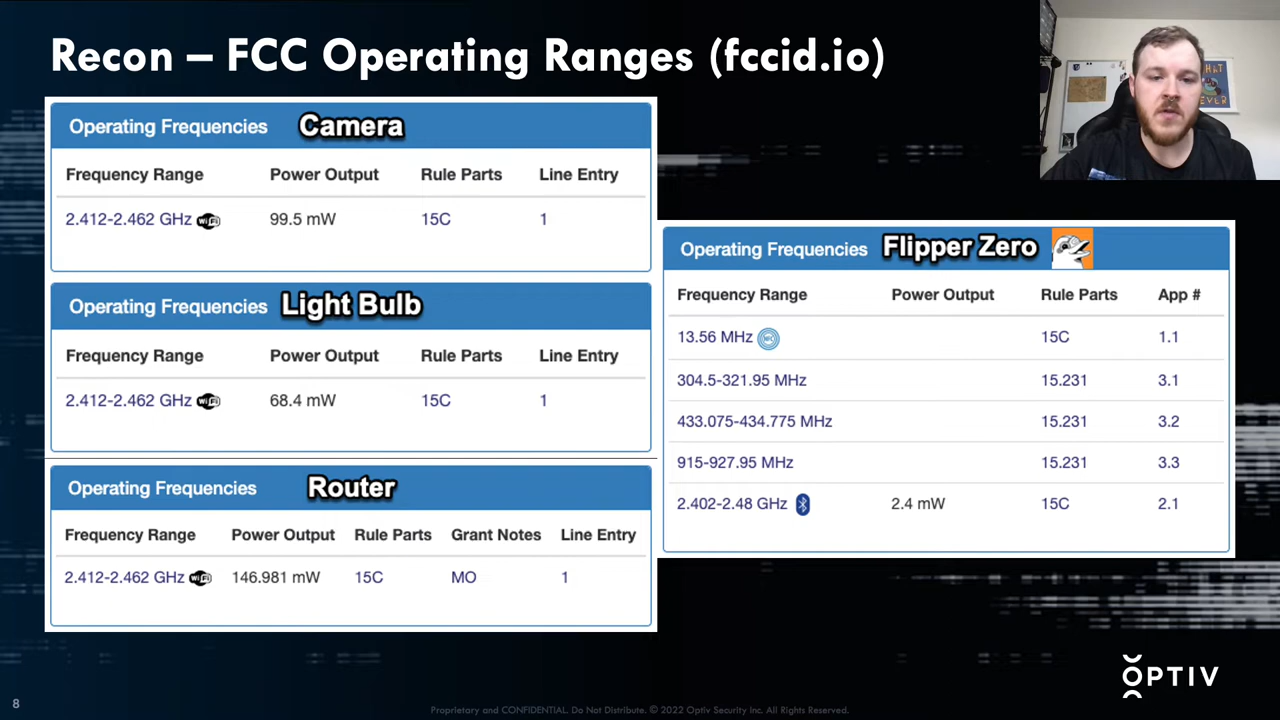 Recon – FCC Operating Ranges (fccid.io)
Operating Frequencies Camera
Frequency Range Power Output Rule Parts Line Entry
2.412-2.462 GHz WiFi 99.5 mW 15C 1
Operating Frequencies Light Bulb
Frequency Range Power Output Rule Parts Line Entry
2.412-2.462 GHz WiFi 68.4 mW 15C 1
Operating Frequencies Router
Frequency Range Power Output Rule Parts Grant Notes Line Entry
2.412-2.462 GHz WiFi 146.981 mW 15C MO 1
Operating Frequencies Flipper Zero
Frequency Range Power Output Rule Parts App #
13.56 MHz 15C 1.1
304.5-321.95 MHz 15.231 3.1
433.075-434.775 MHz 15.231 3.2
915-927.95 MHz 15.231 3.3
2.402-2.48 GHz 2.4 mW 15C 2.1
OPTIV
8
Proprietary and CONFIDENTIAL. Do Not Distribute. © 2022 Optiv Security Inc. All Rights Reserved.